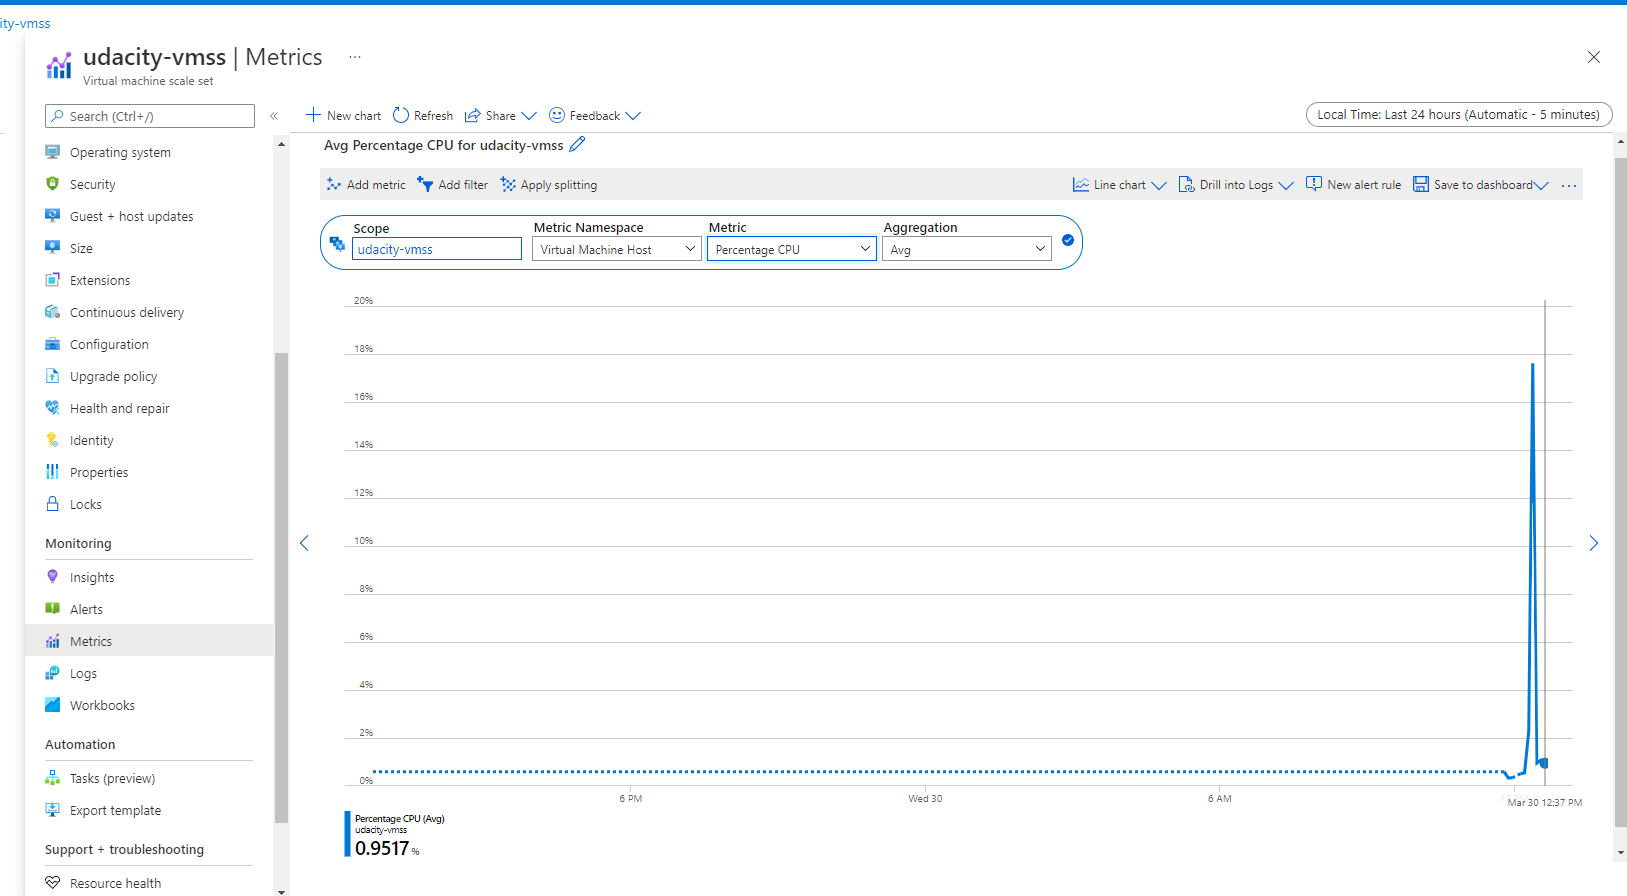 ity-vmss
udacity-vmss | Metrics ...
Virtual machine scale set
Search (Ctrl+/)
«
New chart Refresh Share Feedback
Local Time: Last 24 hours (Automatic - 5 minutes)
Operating system
Security
Guest + host updates
Size
Extensions
Continuous delivery
Configuration
Upgrade policy
Health and repair
Identity
Properties
Locks
Monitoring
Insights
Alerts
Metrics
Logs
Workbooks
Automation
Tasks (preview)
Export template
Support + troubleshooting
Resource health
Avg Percentage CPU for udacity-vmss
Add metric Add filter Apply splitting Line chart Drill into Logs New alert rule Save to dashboard ...
Scope Metric Namespace Metric Aggregation
udacity-vmss Virtual Machine Host Percentage CPU Avg
20%
18%
16%
14%
12%
10%
8%
6%
4%
2%
0%
6 PM Wed 30 6 AM Mar 30 12:37 PM
Percentage CPU (Avg)
udacity-vmss
0.9517 %